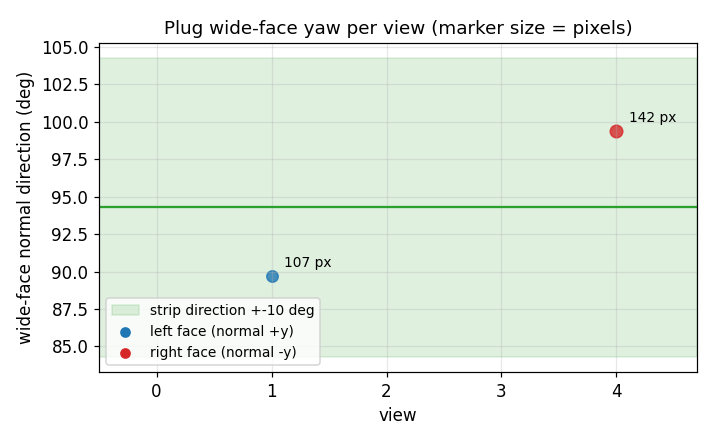 Plug wide-face yaw per view (marker size = pixels)
wide-face normal direction (deg)
105.0
102.5
100.0
97.5
95.0
92.5
90.0
87.5
85.0
142 px
107 px
strip direction +-10 deg
left face (normal +y)
right face (normal -y)
0
1
2
3
4
view